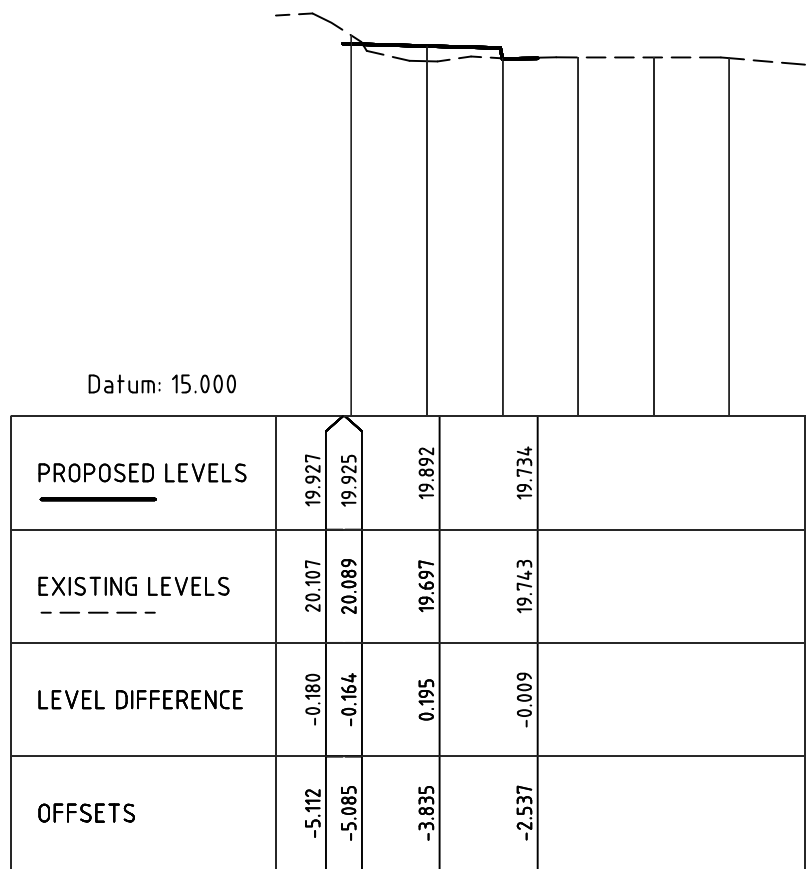 Datum: 15.000
PROPOSED LEVELS 19.927 19.925 19.892 19.734
EXISTING LEVELS 20.107 20.089 19.697 19.743
LEVEL DIFFERENCE -0.180 -0.164 0.195 -0.009
OFFSETS -5.112 -5.085 -3.835 -2.537